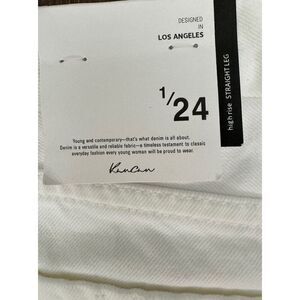 DESIGNED
IN
LOS ANGELES
1/24
high rise STRAIGHT LEG
Young and contemporary—that's what denim is all about.
Denim is a versatile and reliable fabric—a timeless testament to classic
everyday fashion every young woman will be proud to wear.
KanCan